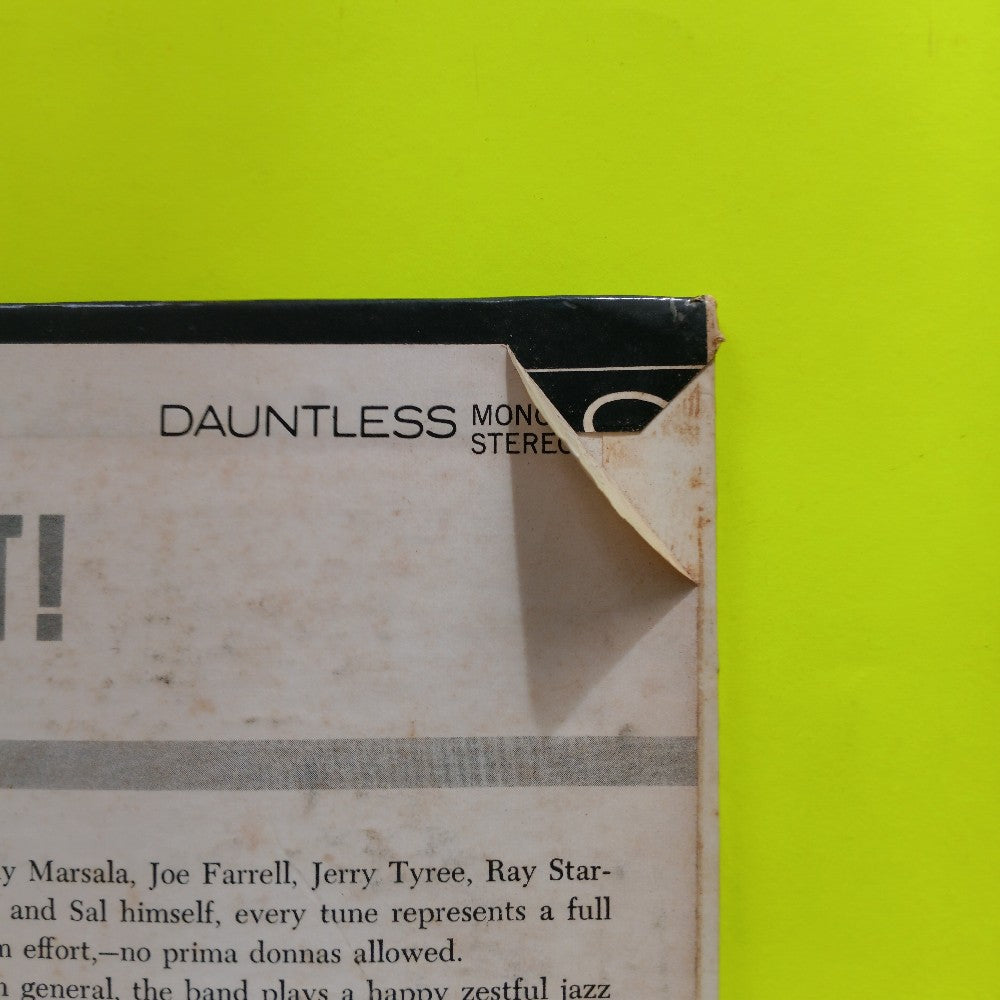 DAUNTLESS MONO
STEREO
T!
y Marsala, Joe Farrell, Jerry Tyree, Ray Star-
and Sal himself, every tune represents a full
effort,—no prima donnas allowed.
general, the band plays a happy zestful jazz